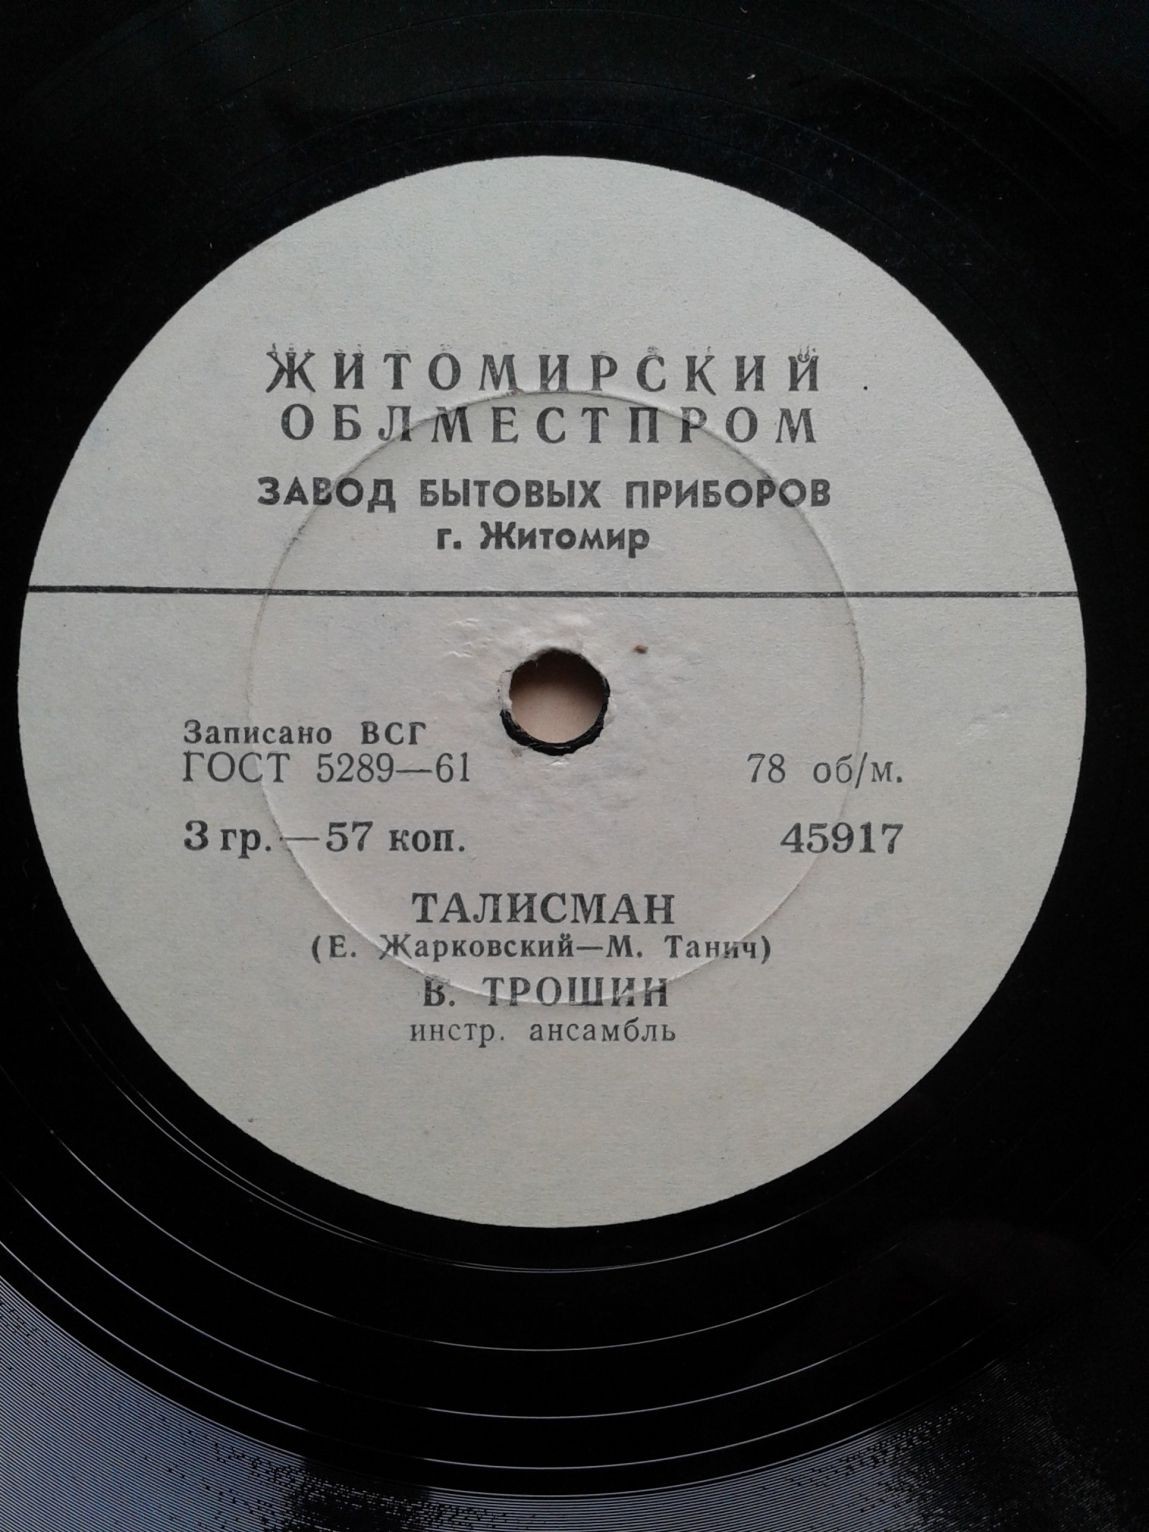 ЖИТОМИРСКИЙ
ОБЛМЕСТПРОМ
ЗАВОД БЫТОВЫХ ПРИБОРОВ
г. Житомир
Записано ВСГ
ГОСТ 5289—61 78 об/м.
3 гр.—57 коп. 45917
ТАЛИСМАН
(Е. Жарковский—М. Танич)
В. ТРОШИН
инстр. ансамбль